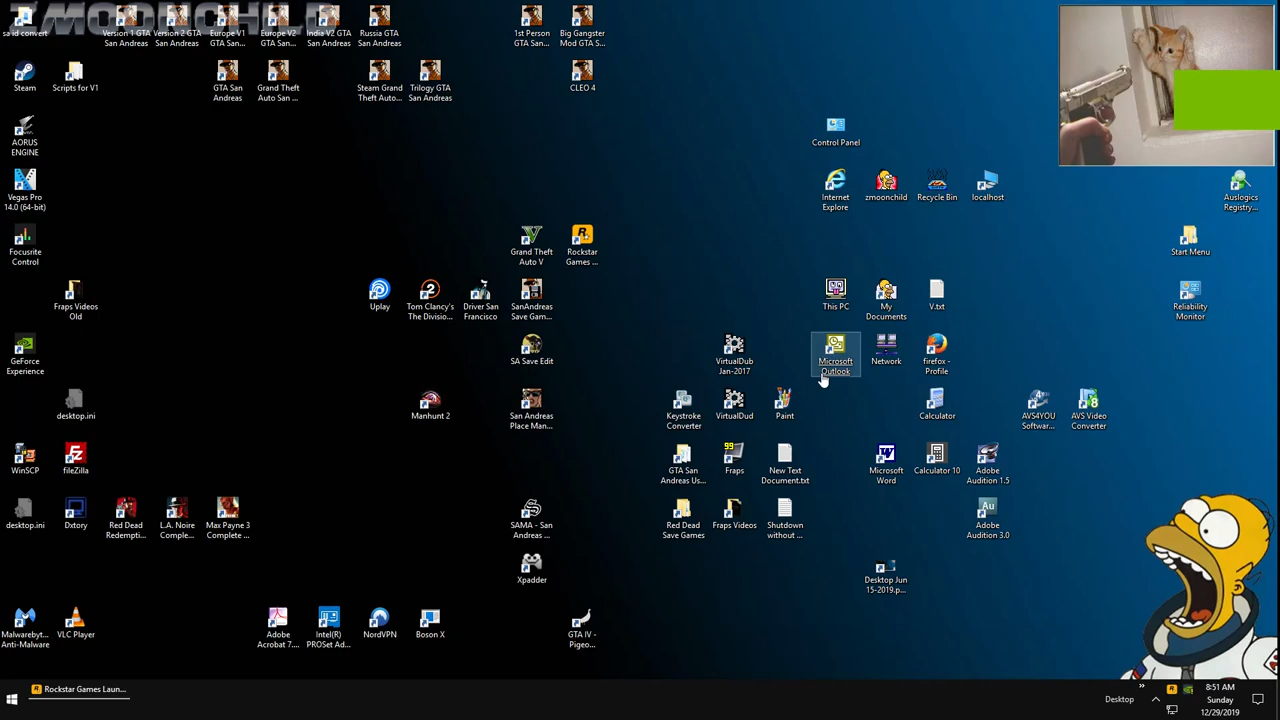 ZMOONCHILD
sa id convert
Version 1 GTA
San Andreas
Version 2 GTA
San Andreas
Europe V1
GTA San
Andreas
Europe V2
GTA San
Andreas
India V2 GTA
San Andreas
Russia GTA
San Andreas
1st Person
GTA San...
Big Gangster
Mod GTA S...
Steam
Scripts for V1
GTA San
Andreas
Grand Theft
Auto San ...
Steam Grand
Theft Auto...
Trilogy GTA
San Andreas
CLEO 4
AORUS
ENGINE
Control Panel
Vegas Pro
14.0 (64-bit)
Internet
Explore
zmoonchild
Recycle Bin
localhost
Auslogics
Registry...
Focusrite
Control
Grand Theft
Auto V
Rockstar
Games ...
Start Menu
Fraps Videos
Old
Uplay
Tom Clancy's
The Divisio...
Driver San
Francisco
SanAndreas
Save Gam...
This PC
My
Documents
V.txt
Reliability
Monitor
GeForce
Experience
SA Save Edit
VirtualDub
Jan-2017
Microsoft
Outlook
Network
firefox -
Profile
desktop.ini
Manhunt 2
San Andreas
Place Man...
Keystroke
Converter
VirtualDud
Paint
Calculator
AVS4YOU
Softwar...
AVS Video
Converter
WinSCP
fileZilla
GTA San
Andreas Us...
Fraps
New Text
Document.txt
Microsoft
Word
Calculator 10
Adobe
Audition 1.5
desktop.ini
Dxtory
Red Dead
Redempti...
L.A. Noire
Comple...
Max Payne 3
Complete ...
SAMA - San
Andreas ...
Red Dead
Save Games
Fraps Videos
Shutdown
without ...
Adobe
Audition 3.0
Xpadder
Desktop Jun
15-2019.p...
Malwarebyt...
Anti-Malware
VLC Player
Adobe
Acrobat 7....
Intel(R)
PROSet Ad...
NordVPN
Boson X
GTA IV -
Pigeo...
Rockstar Games Laun...
Desktop
8:51 AM
Sunday
12/29/2019